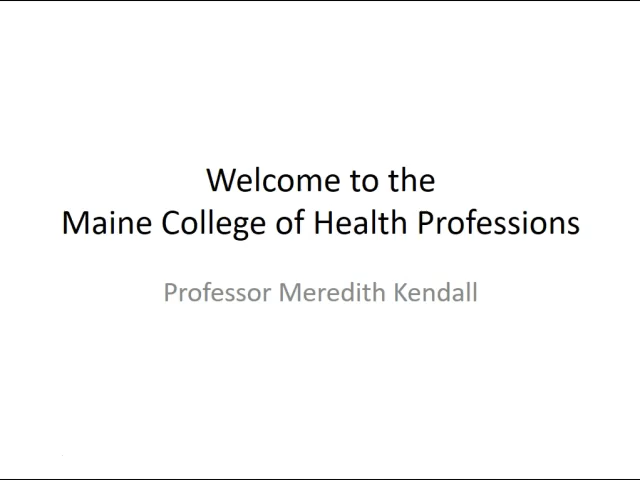 Welcome to the
Maine College of Health Professions
Professor Meredith Kendall